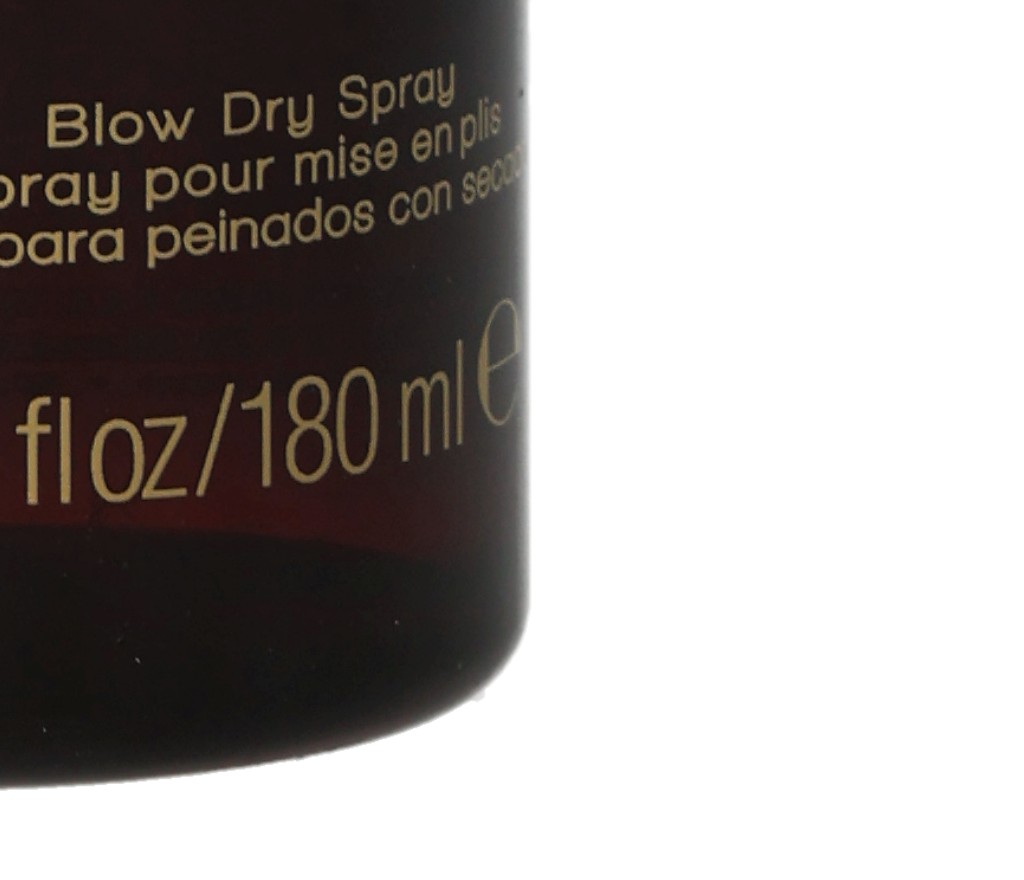 Blow Dry Spray
pray pour mise en plis
para peinados con seca
fl oz/180 ml ℮